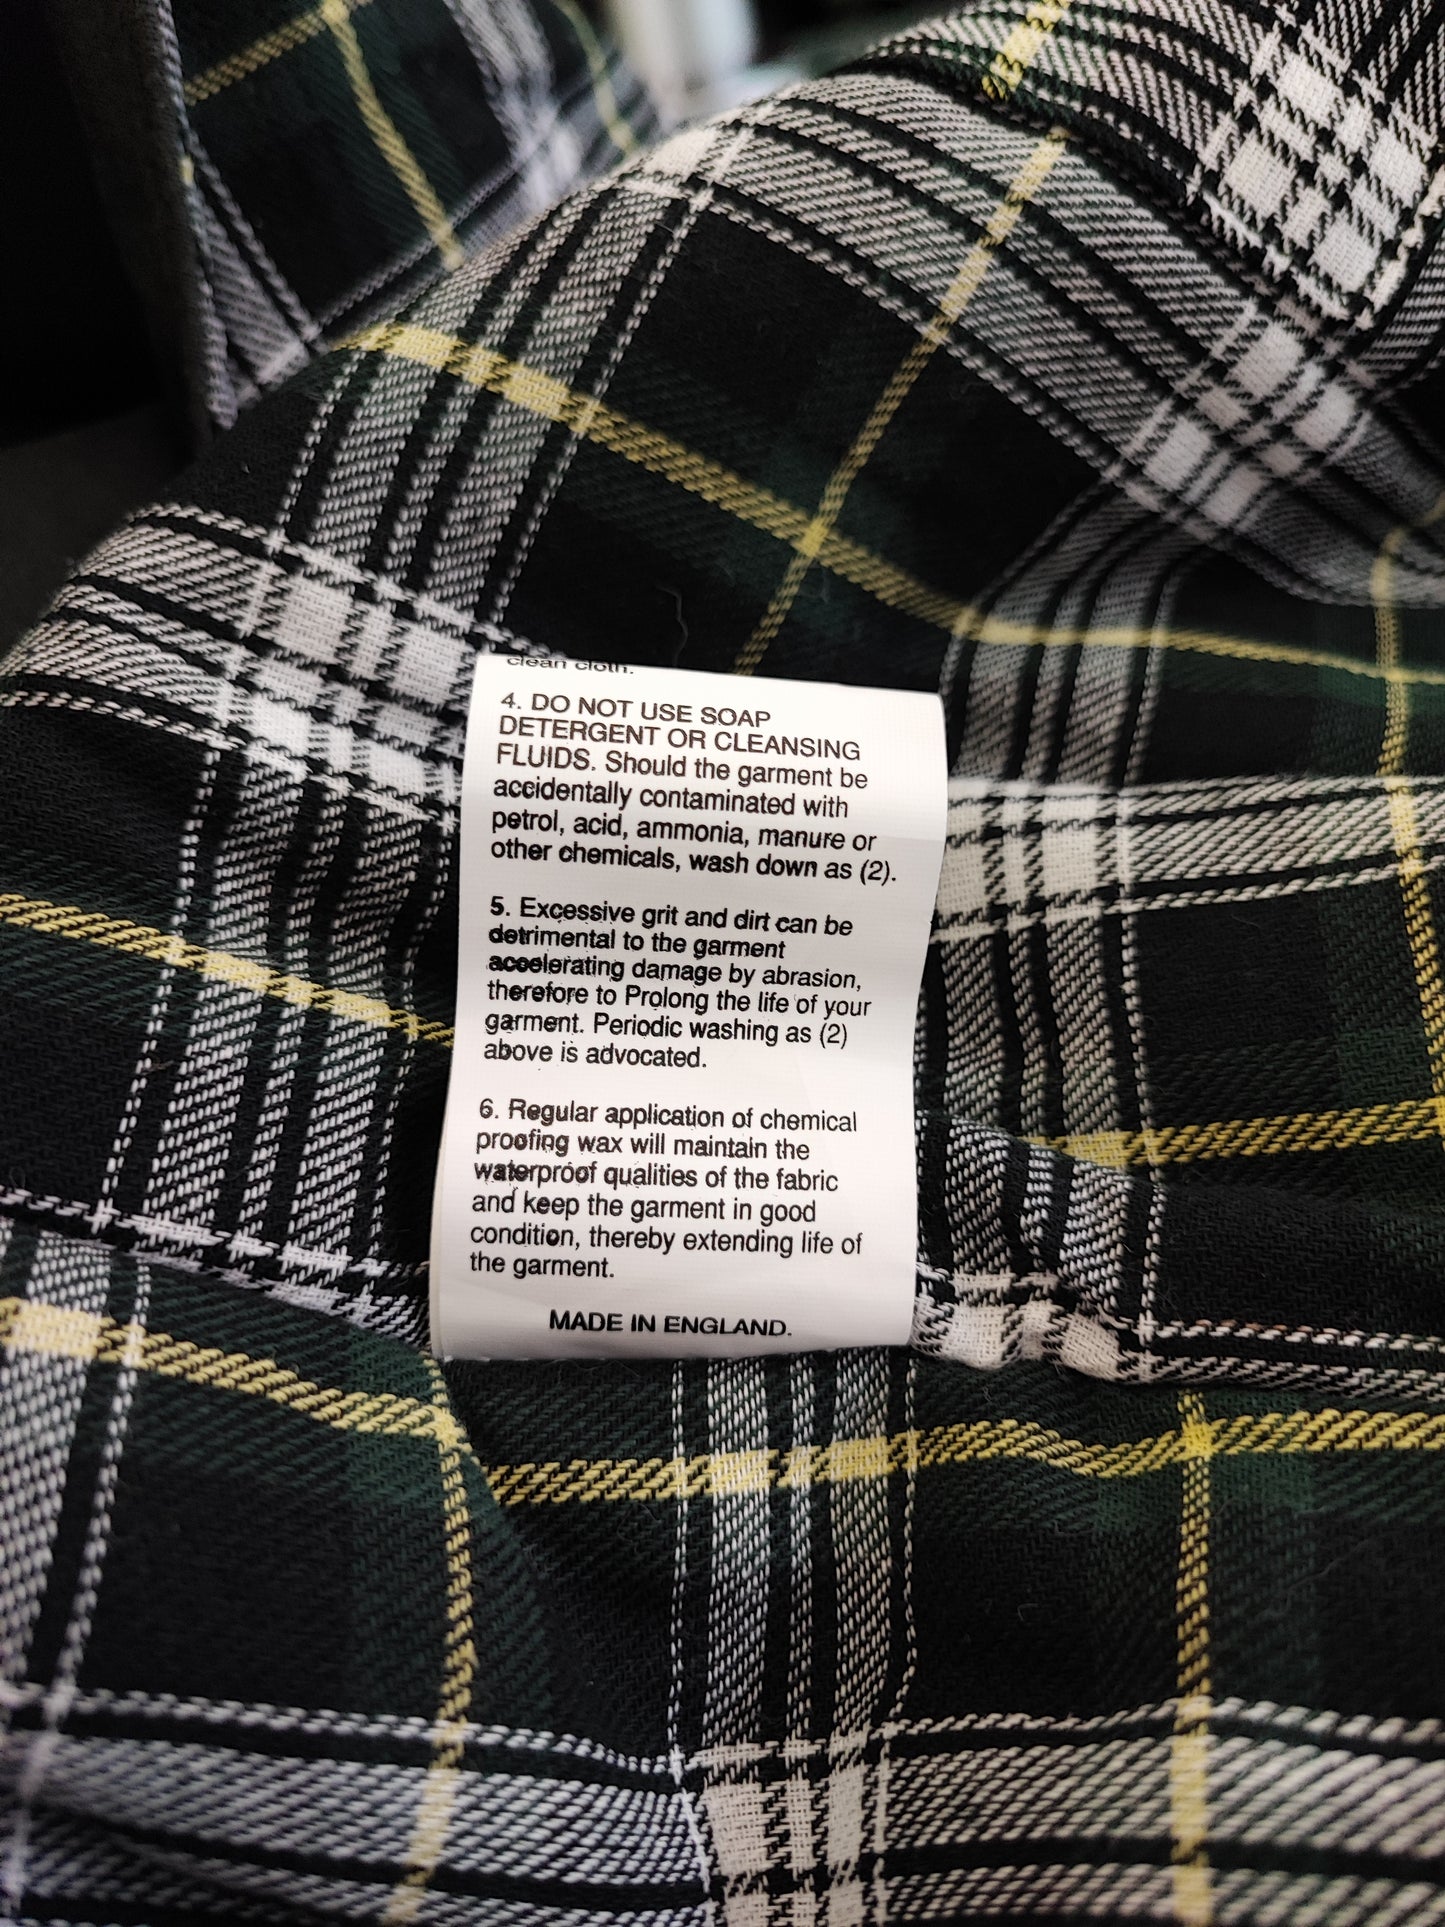 clean cloth.
4. DO NOT USE SOAP
DETERGENT OR CLEANSING
FLUIDS. Should the garment be
accidentally contaminated with
petrol, acid, ammonia, manure or
other chemicals, wash down as (2).
5. Excessive grit and dirt can be
detrimental to the garment
accelerating damage by abrasion,
therefore to Prolong the life of your
garment. Periodic washing as (2)
above is advocated.
6. Regular application of chemical
proofing wax will maintain the
waterproof qualities of the fabric
and keep the garment in good
condition, thereby extending life of
the garment.
MADE IN ENGLAND.